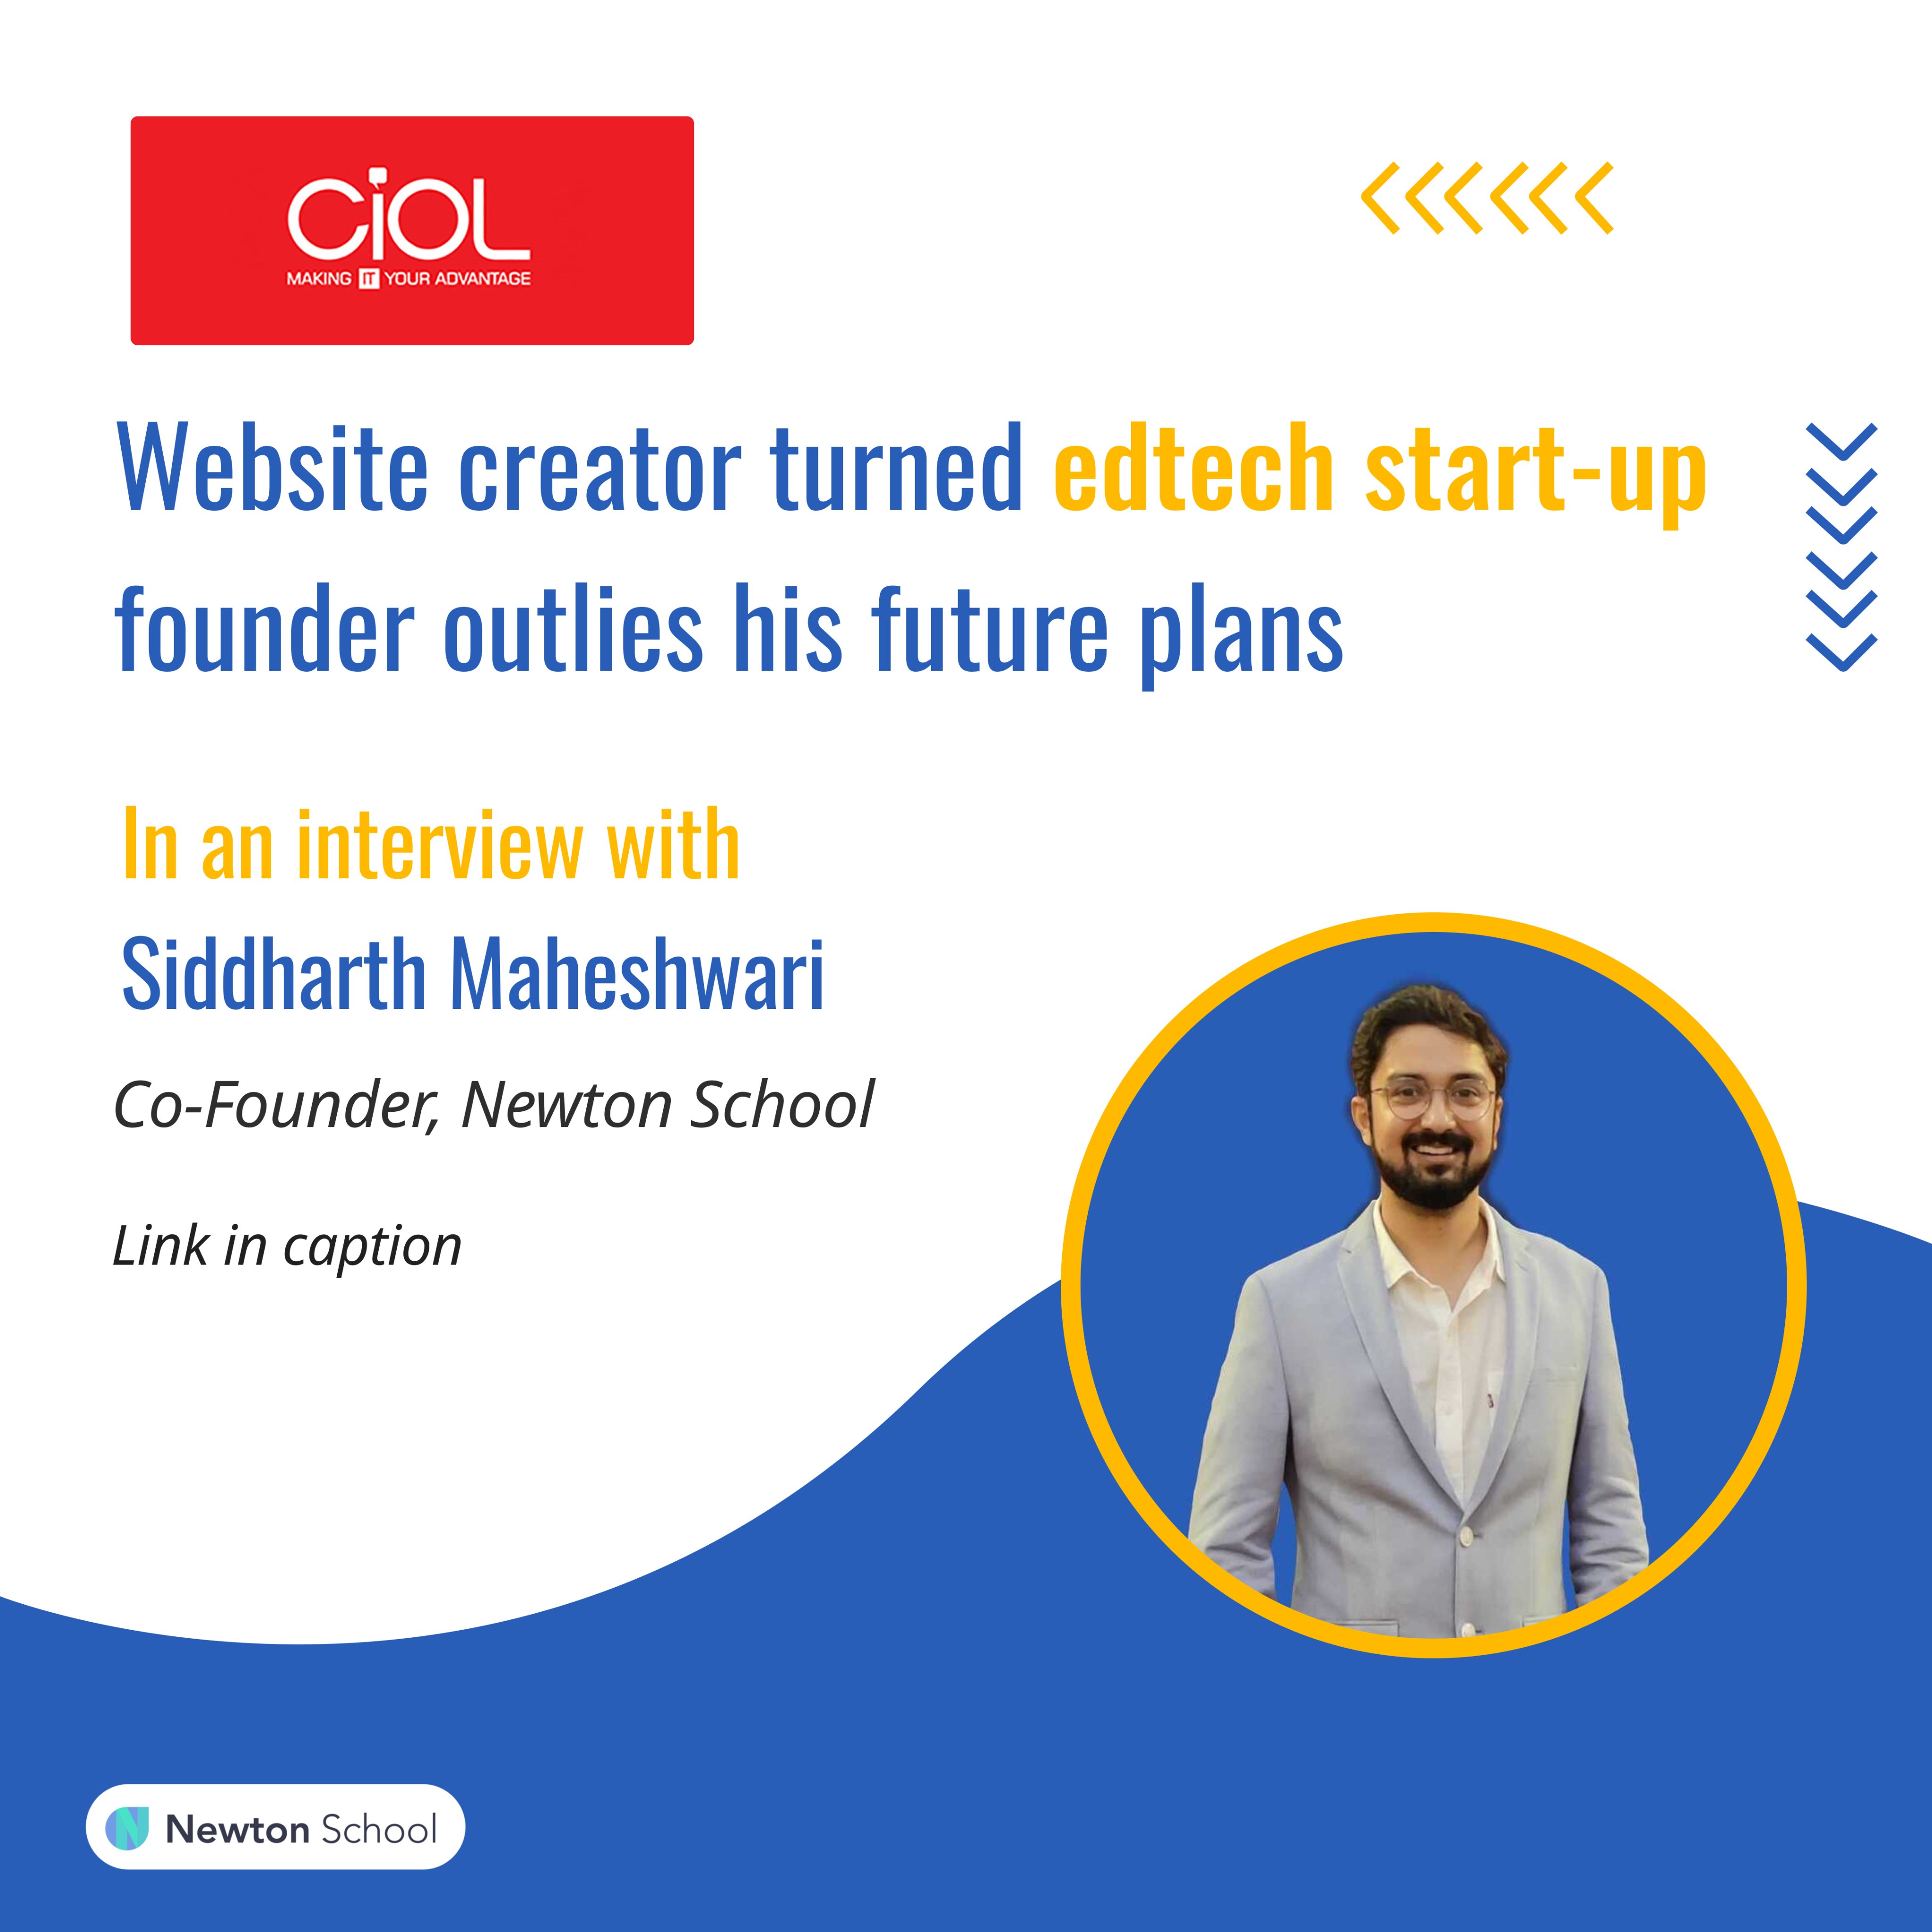 CiOL
MAKING IT YOUR ADVANTAGE
Website creator turned edtech start-up
founder outlies his future plans
In an interview with
Siddharth Maheshwari
Co-Founder, Newton School
Link in caption
Newton School